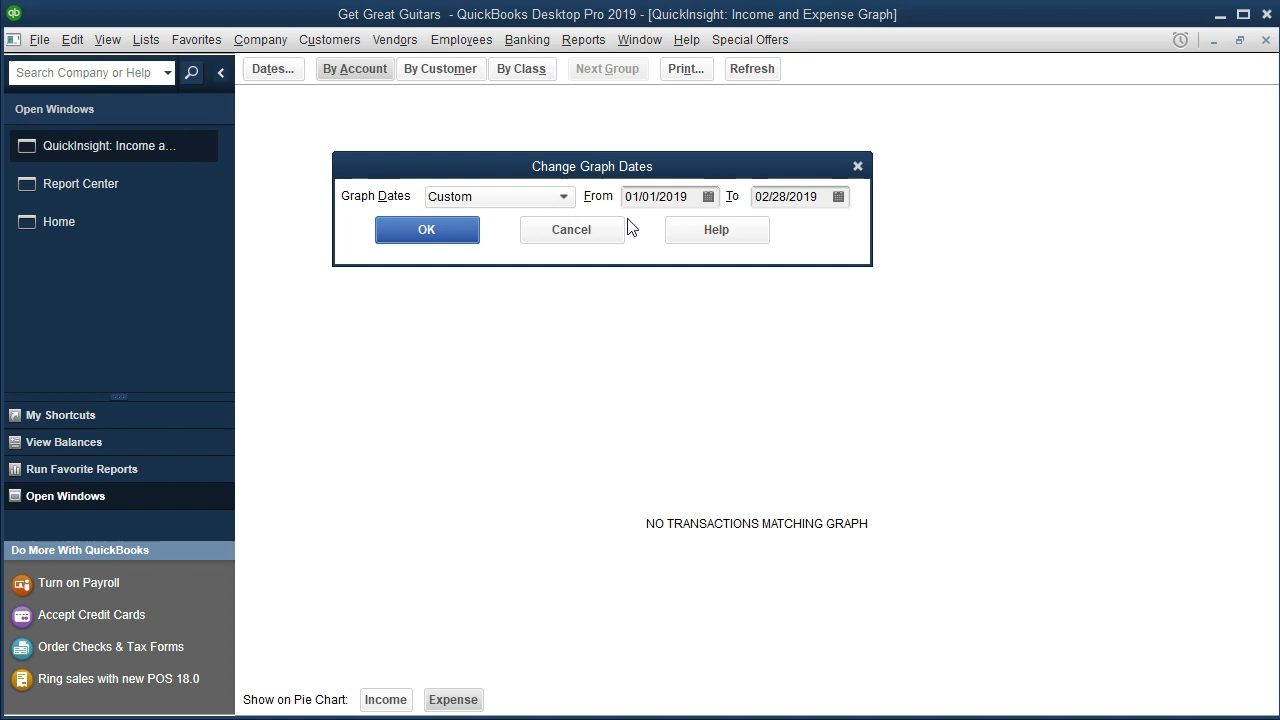 Get Great Guitars - QuickBooks Desktop Pro 2019 - [QuickInsight: Income and Expense Graph]
File Edit View Lists Favorites Company Customers Vendors Employees Banking Reports Window Help Special Offers
Search Company or Help
Dates... By Account By Customer By Class Next Group Print... Refresh
Open Windows
QuickInsight: Income a...
Report Center
Home
Change Graph Dates
Graph Dates Custom From 01/01/2019 To 02/28/2019
OK Cancel Help
My Shortcuts
View Balances
Run Favorite Reports
Open Windows
NO TRANSACTIONS MATCHING GRAPH
Do More With QuickBooks
Turn on Payroll
Accept Credit Cards
Order Checks & Tax Forms
Ring sales with new POS 18.0
Show on Pie Chart: Income Expense